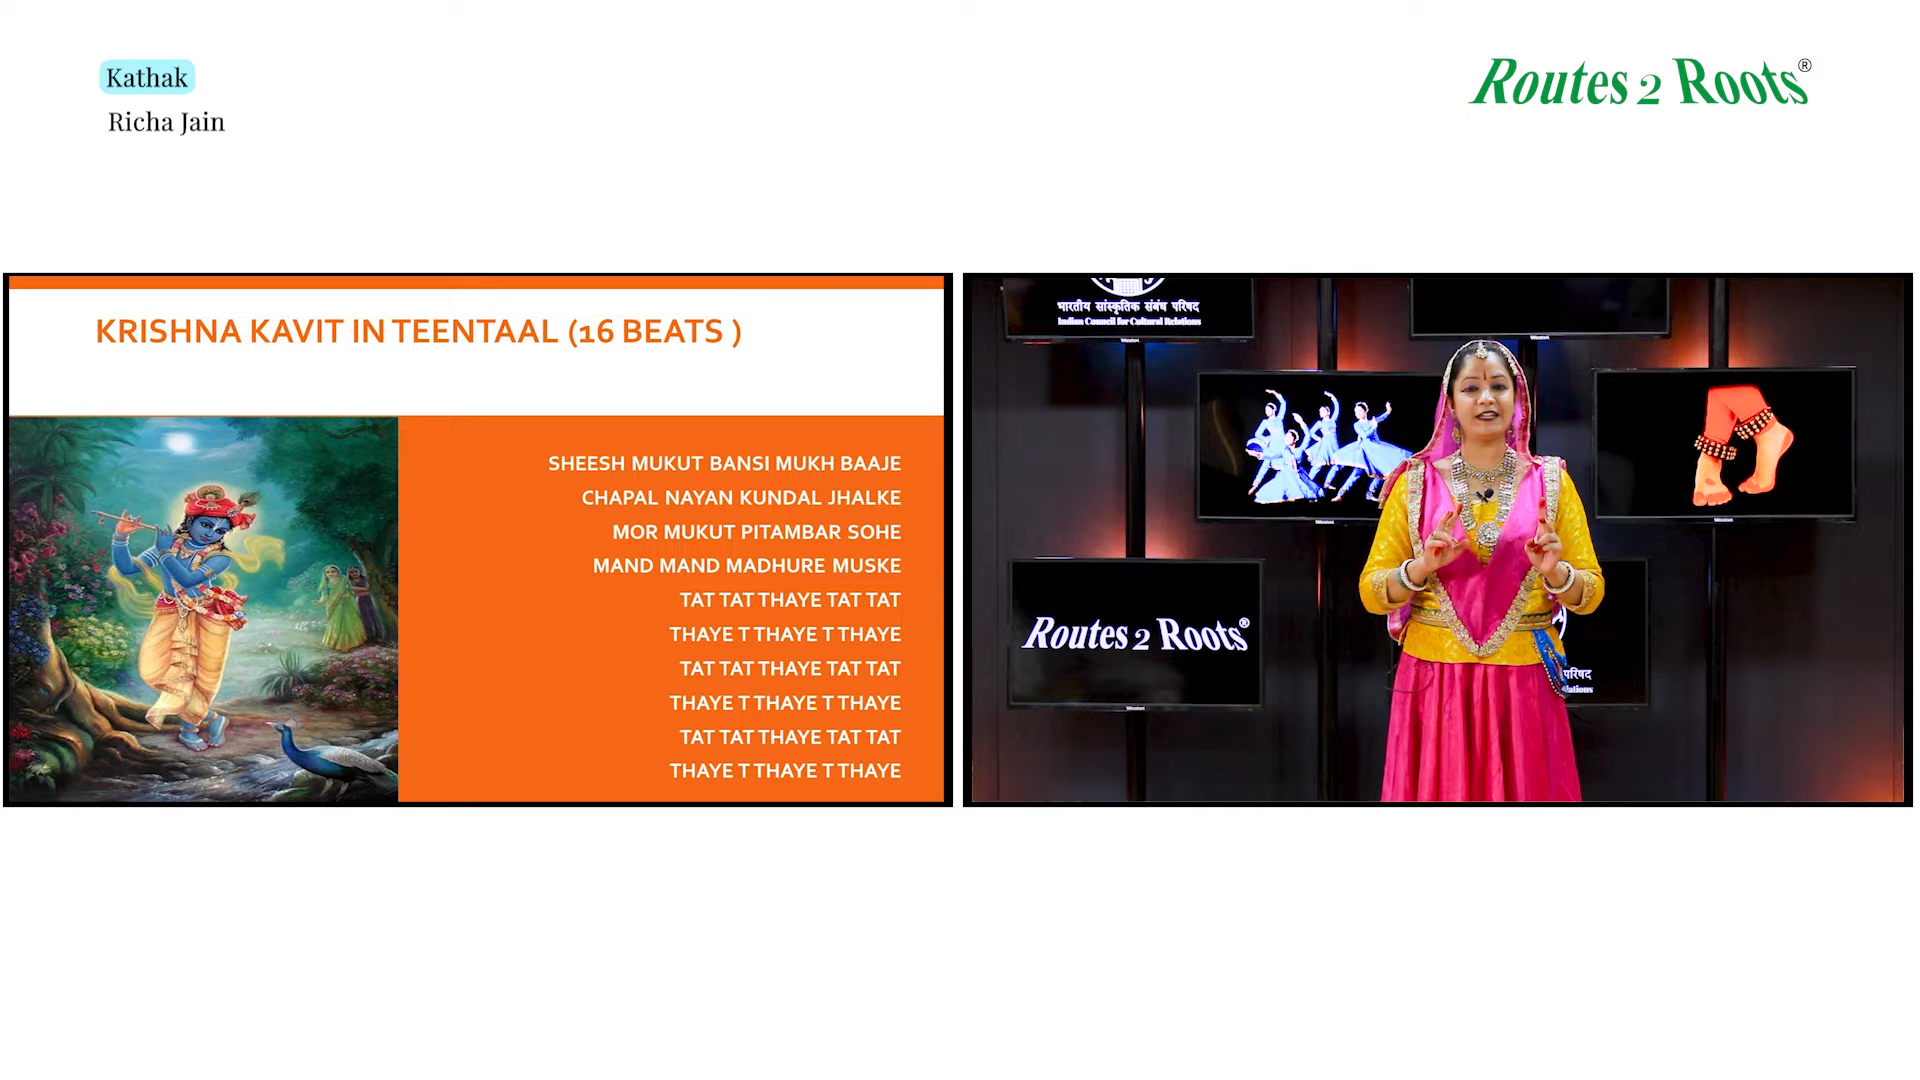 Kathak
Richa Jain
Routes 2 Roots®
KRISHNA KAVIT IN TEENTAAL (16 BEATS )
SHEESH MUKUT BANSI MUKH BAAJE
CHAPAL NAYAN KUNDAL JHALKE
MOR MUKUT PITAMBAR SOHE
MAND MAND MADHURE MUSKE
TAT TAT THAYE TAT TAT
THAYE T THAYE T THAYE
TAT TAT THAYE TAT TAT
THAYE T THAYE T THAYE
TAT TAT THAYE TAT TAT
THAYE T THAYE T THAYE
भारतीय सांस्कृतिक संबंध परिषद
Indian Council for Cultural Relations
Routes 2 Roots®
परिषद
lations